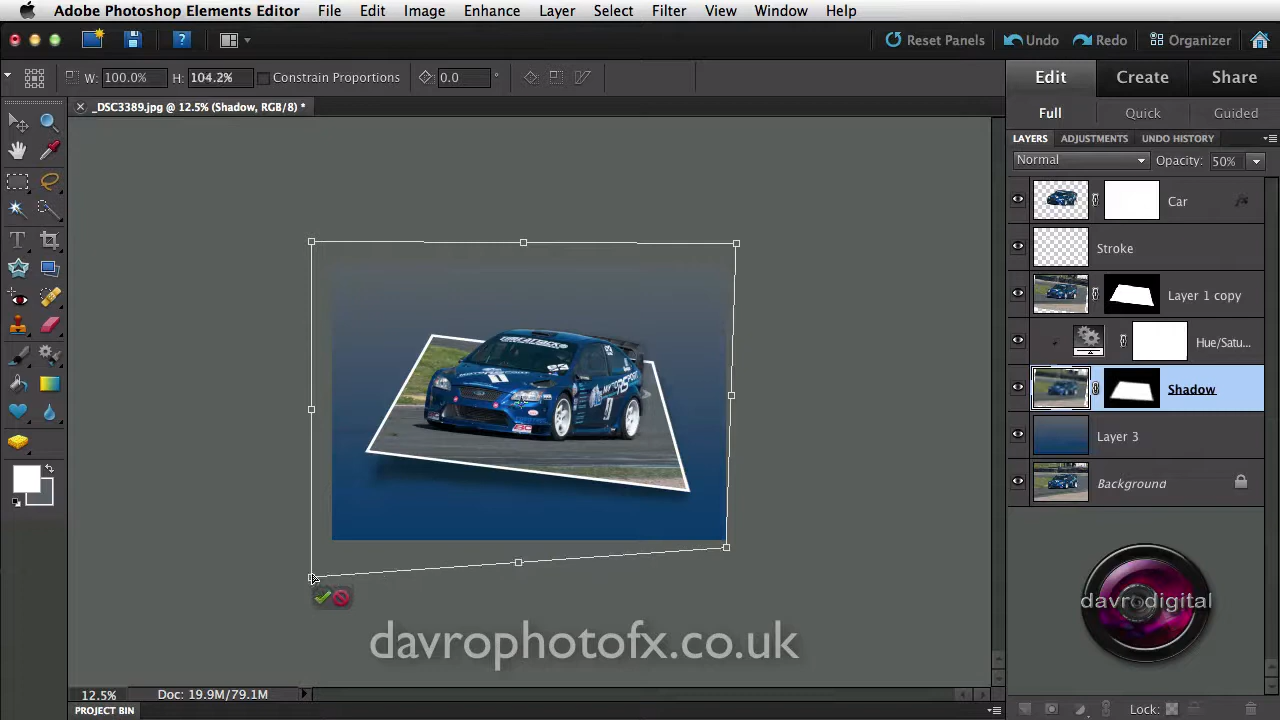 Adobe Photoshop Elements Editor File Edit Image Enhance Layer Select Filter View Window Help
Reset Panels Undo Redo Organizer
W: 100.0% H: 104.2% Constrain Proportions 0.0 °
Edit Create Share
_DSC3389.jpg @ 12.5% (Shadow, RGB/8) *
Full Quick Guided
LAYERS ADJUSTMENTS UNDO HISTORY
Normal Opacity: 50%
Car
Stroke
Layer 1 copy
Hue/Satu...
Shadow
Layer 3
Background
davrodigital
davrophotofx.co.uk
12.5% Doc: 19.9M/79.1M
PROJECT BIN
Lock: